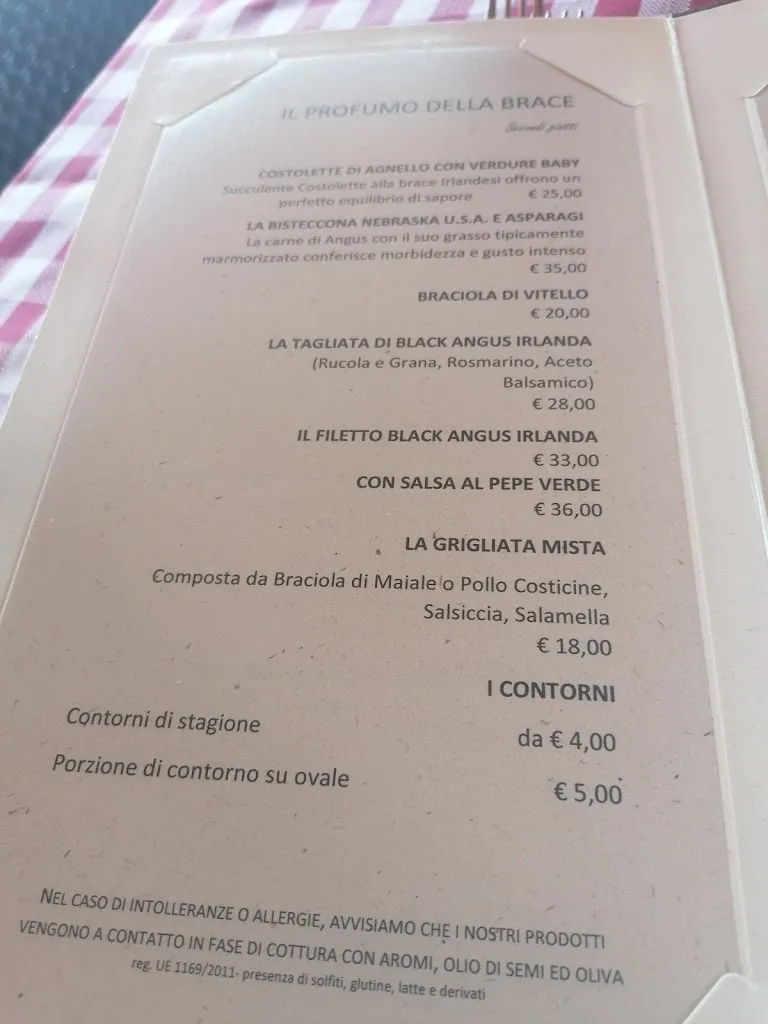 IL PROFUMO DELLA BRACE
Secondi piatti
COSTOLETTE DI AGNELLO CON VERDURE BABY
Succulente Costolette alla brace Irlandesi offrono un
perfetto equilibrio di sapore € 25,00
LA BISTECCONA NEBRASKA U.S.A. E ASPARAGI
La carne di Angus con il suo grasso tipicamente
marmorizzato conferisce morbidezza e gusto intenso
€ 35,00
BRACIOLA DI VITELLO
€ 20,00
LA TAGLIATA DI BLACK ANGUS IRLANDA
(Rucola e Grana, Rosmarino, Aceto
Balsamico)
€ 28,00
IL FILETTO BLACK ANGUS IRLANDA
€ 33,00
CON SALSA AL PEPE VERDE
€ 36,00
LA GRIGLIATA MISTA
Composta da Braciola di Maiale o Pollo Costicine,
Salsiccia, Salamella
€ 18,00
I CONTORNI
Contorni di stagione da € 4,00
Porzione di contorno su ovale € 5,00
NEL CASO DI INTOLLERANZE O ALLERGIE, AVVISIAMO CHE I NOSTRI PRODOTTI
VENGONO A CONTATTO IN FASE DI COTTURA CON AROMI, OLIO DI SEMI ED OLIVA
reg. UE 1169/2011- presenza di solfiti, glutine, latte e derivati